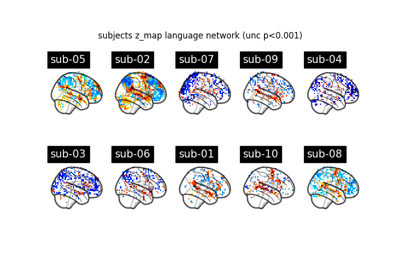 subjects z_map language network (unc p<0.001)
sub-05 sub-02 sub-07 sub-09 sub-04
sub-03 sub-06 sub-01 sub-10 sub-08